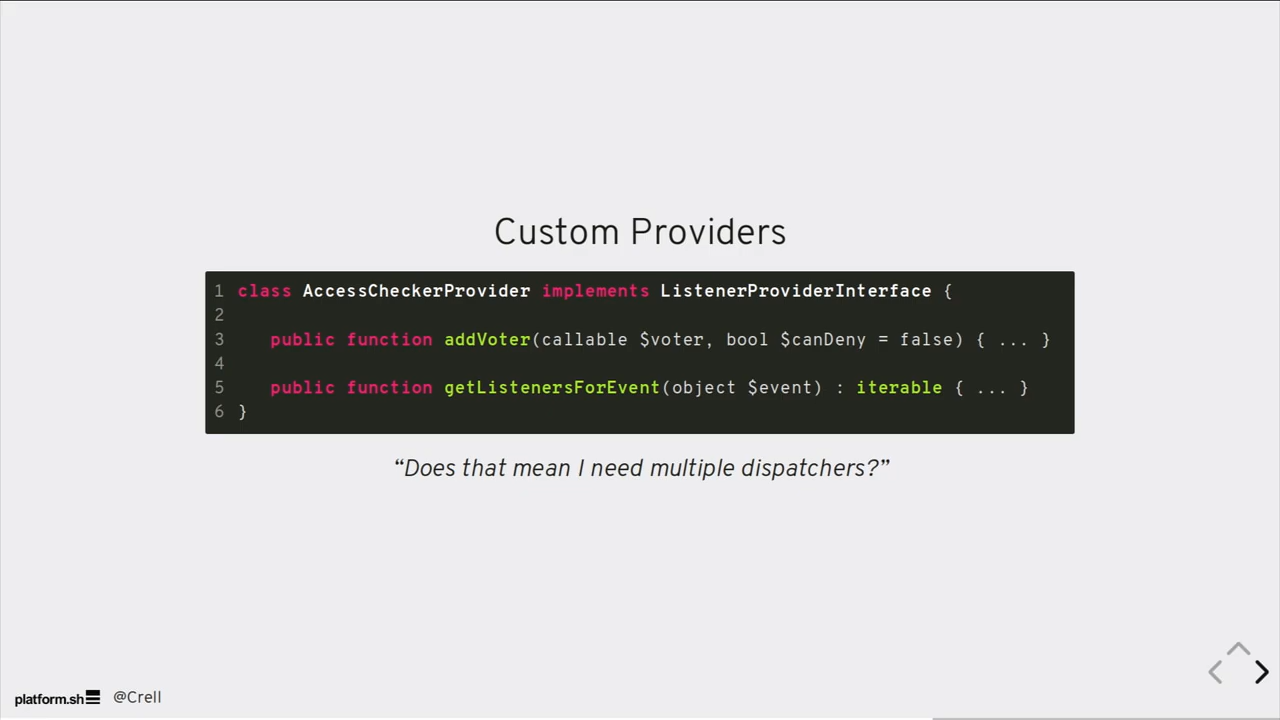 Custom Providers
1 class AccessCheckerProvider implements ListenerProviderInterface {
2
3 public function addVoter(callable $voter, bool $canDeny = false) { ... }
4
5 public function getListenersForEvent(object $event) : iterable { ... }
6 }
“Does that mean I need multiple dispatchers?”
platform.sh @Crell